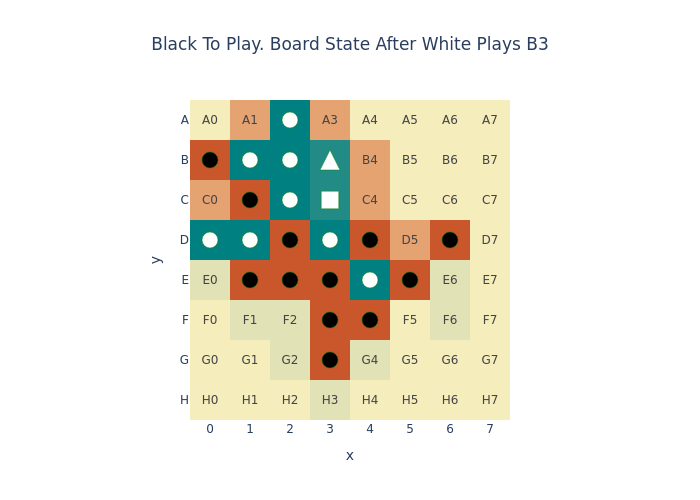 Black To Play. Board State After White Plays B3
A A0 A1 A3 A4 A5 A6 A7
B B4 B5 B6 B7
C C0 C4 C5 C6 C7
D D5 D7
E E0 E6 E7
F F0 F1 F2 F5 F6 F7
G G0 G1 G2 G4 G5 G6 G7
H H0 H1 H2 H3 H4 H5 H6 H7
0 1 2 3 4 5 6 7
x
y